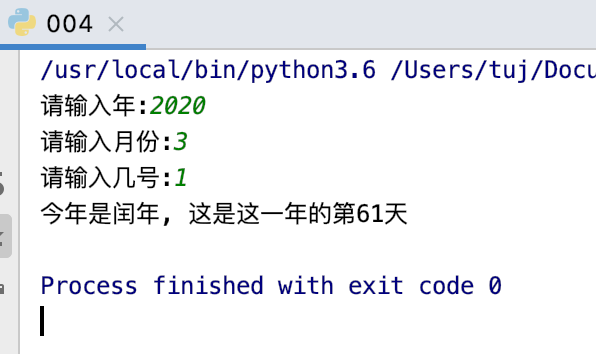 004
/usr/local/bin/python3.6 /Users/tuj/Docu
请输入年:2020
请输入月份:3
请输入几号:1
今年是闰年, 这是这一年的第61天
Process finished with exit code 0